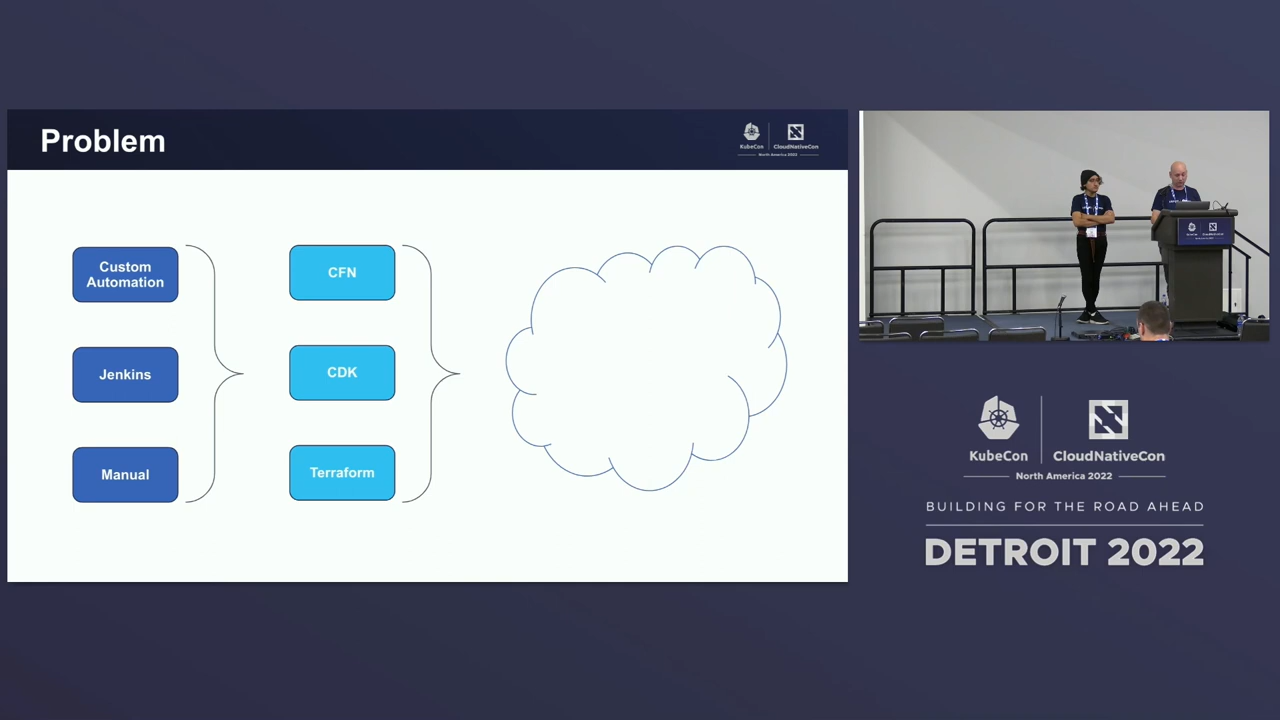 Problem
KubeCon
CloudNativeCon
North America 2022
Custom
Automation
Jenkins
Manual
CFN
CDK
Terraform
KubeCon
CloudNativeCon
North America 2022
BUILDING FOR THE ROAD AHEAD
DETROIT 2022